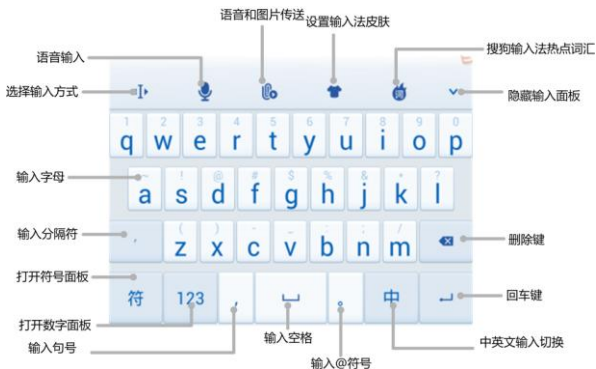 语音和图片传送
设置输入法皮肤
语音输入
搜狗输入法热点词汇
选择输入方式
隐藏输入面板
词
1 2 3 4 5 6 7 8 9 0
q w e r t y u i o p
输入字母
~ ! @ # $ % & * ?
a s d f g h j k l
输入分隔符
'
( ) - _ : ; /
z x c v b n m
删除键
打开符号面板
符 123 , 。 中
回车键
打开数字面板
输入句号
输入空格
输入@符号
中英文输入切换